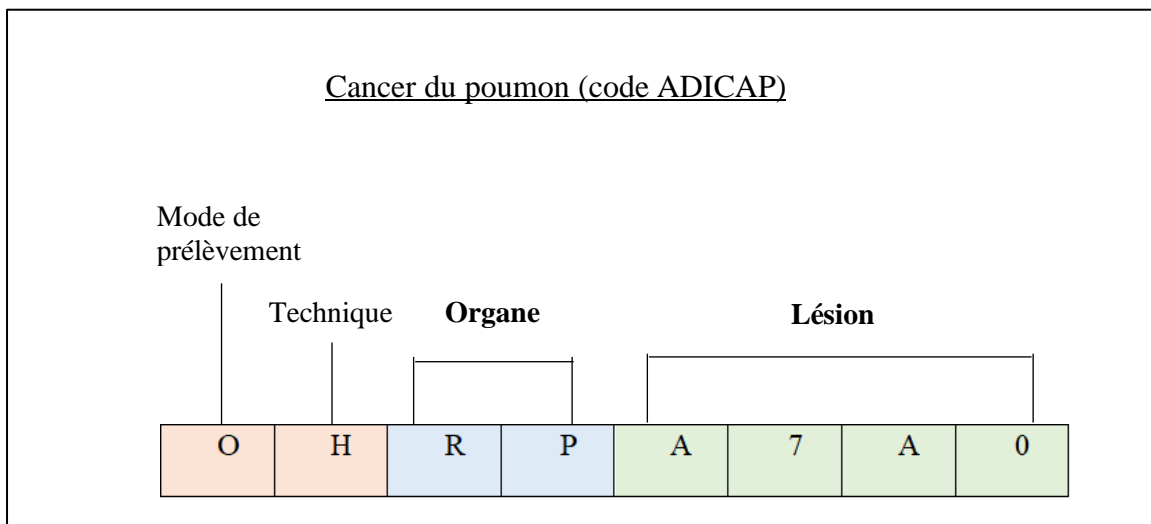 Cancer du poumon (code ADICAP)
Mode de
prélèvement
Technique Organe Lésion
O H R P A 7 A 0